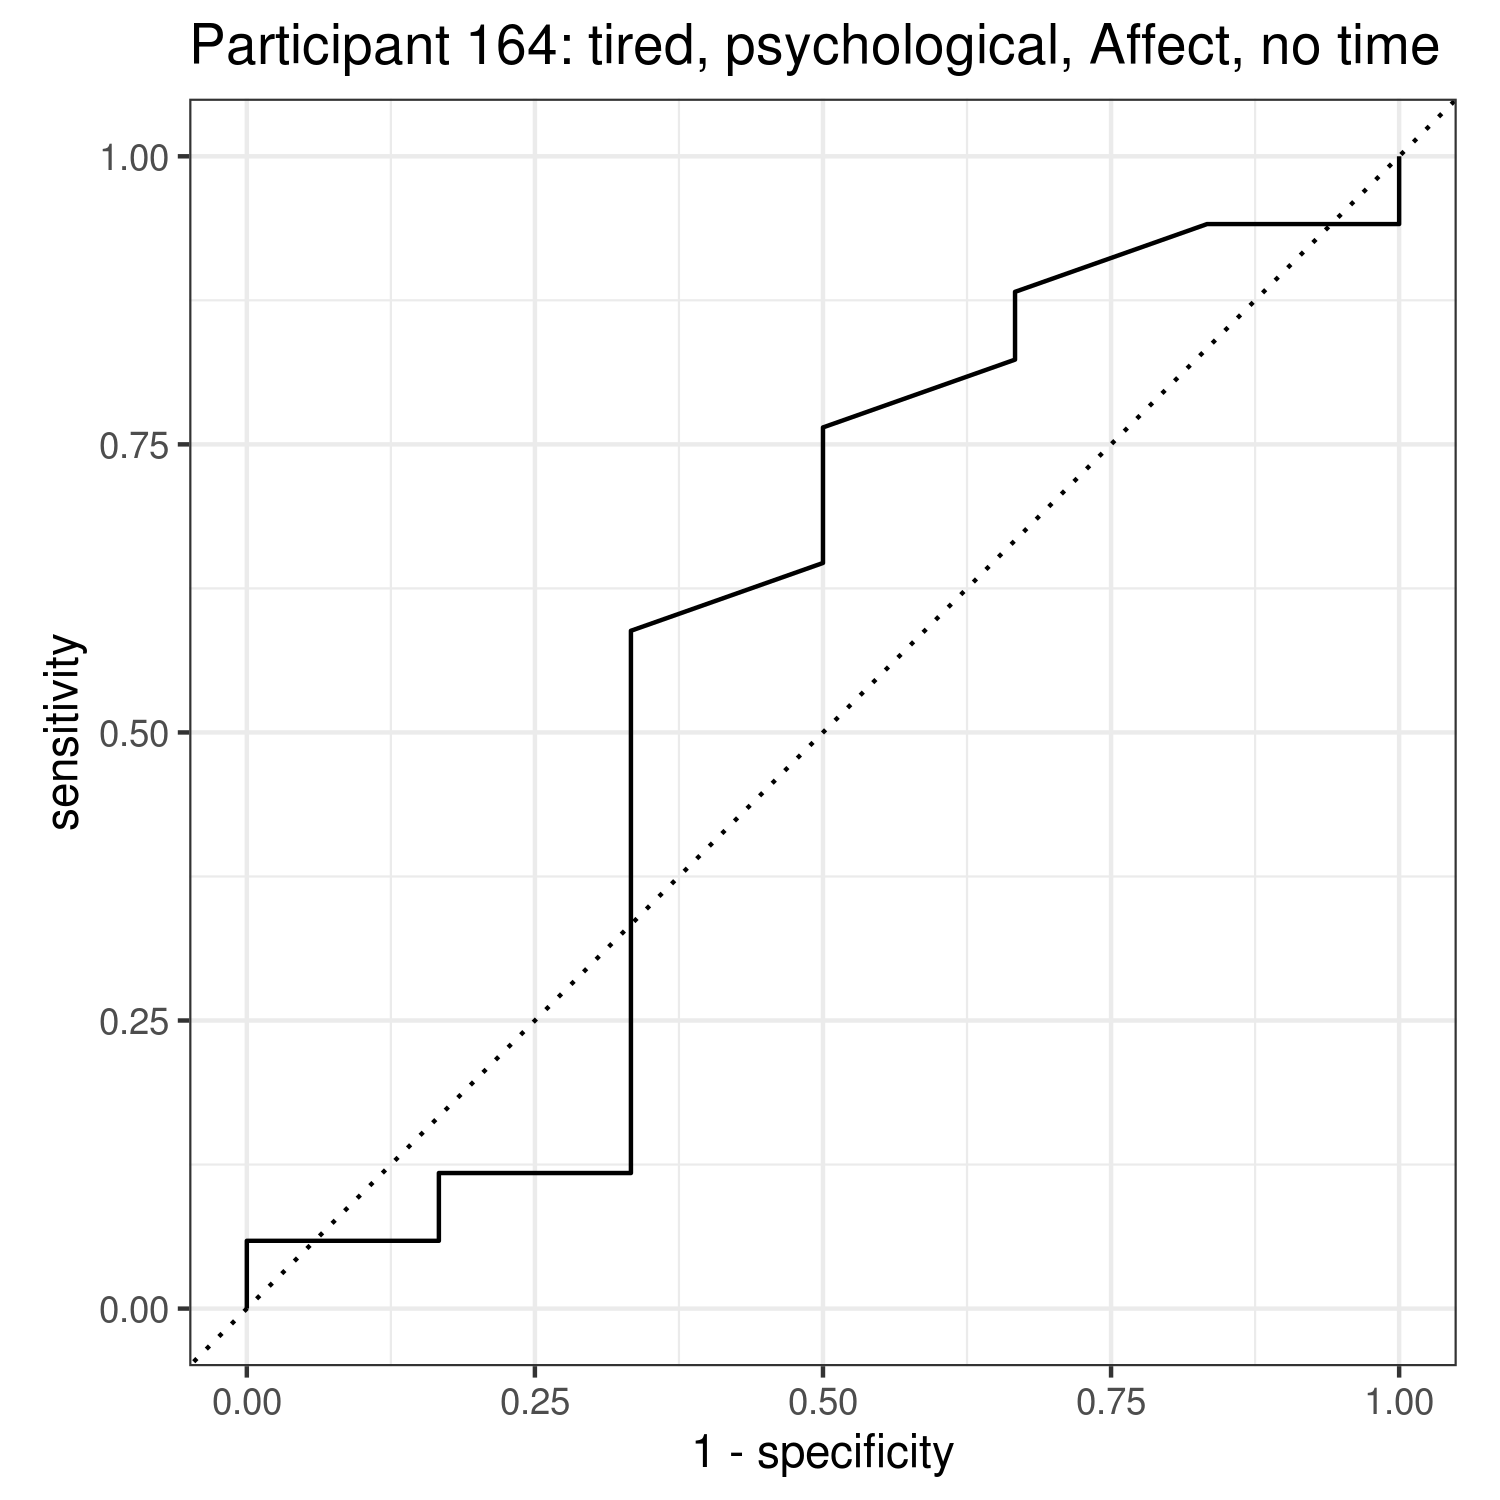 Participant 164: tired, psychological, Affect, no time
1.00
0.75
0.50
0.25
0.00
sensitivity
0.00 0.25 0.50 0.75 1.00
1 - specificity